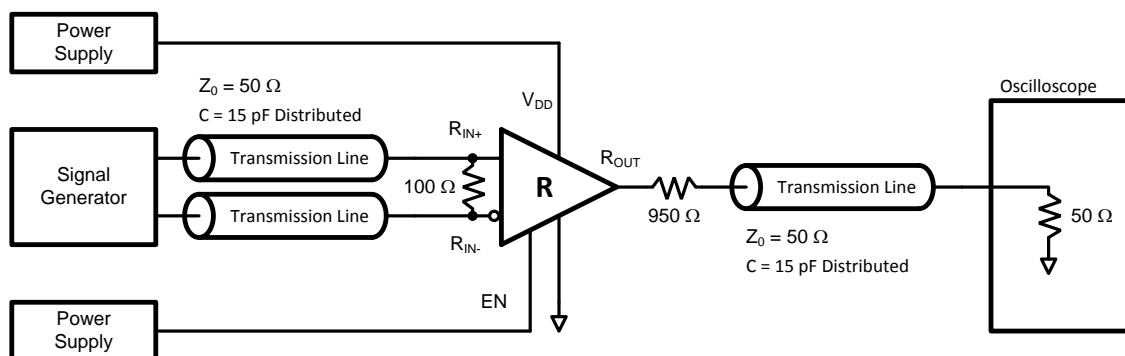 Power
Supply
Z0 = 50 Ω
C = 15 pF Distributed
Signal
Generator
Transmission Line
Transmission Line
100 Ω
RIN+
RIN-
VDD
R
EN
ROUT
950 Ω
Transmission Line
Z0 = 50 Ω
C = 15 pF Distributed
Oscilloscope
50 Ω
Power
Supply